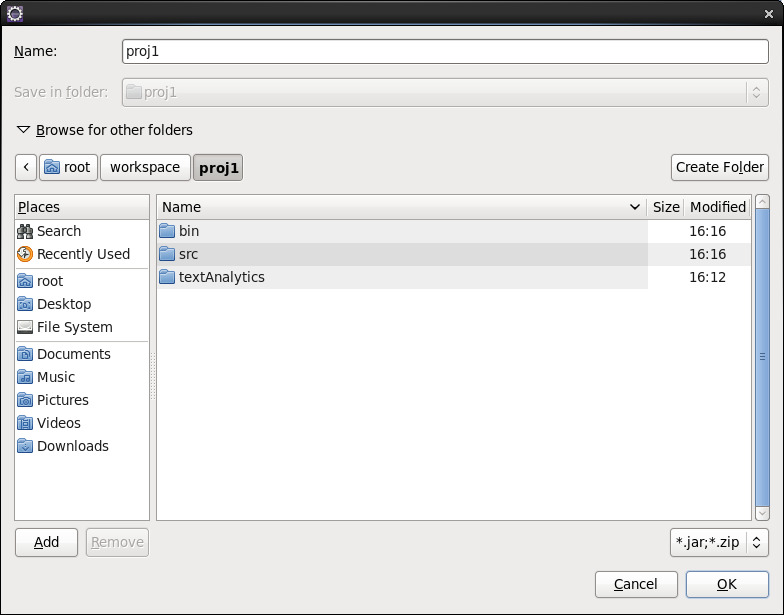 Name: proj1
Save in folder: proj1
Browse for other folders
root workspace proj1 Create Folder
Places Name Size Modified
Search bin 16:16
Recently Used src 16:16
root textAnalytics 16:12
Desktop
File System
Documents
Music
Pictures
Videos
Downloads
Add Remove *.jar;*.zip
Cancel OK